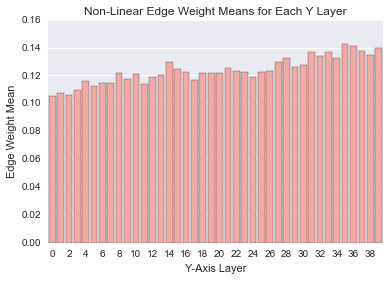 Non-Linear Edge Weight Means for Each Y Layer
0.16
0.14
0.12
0.10
0.08
0.06
0.04
0.02
0.00
Edge Weight Mean
0 2 4 6 8 10 12 14 16 18 20 22 24 26 28 30 32 34 36 38
Y-Axis Layer